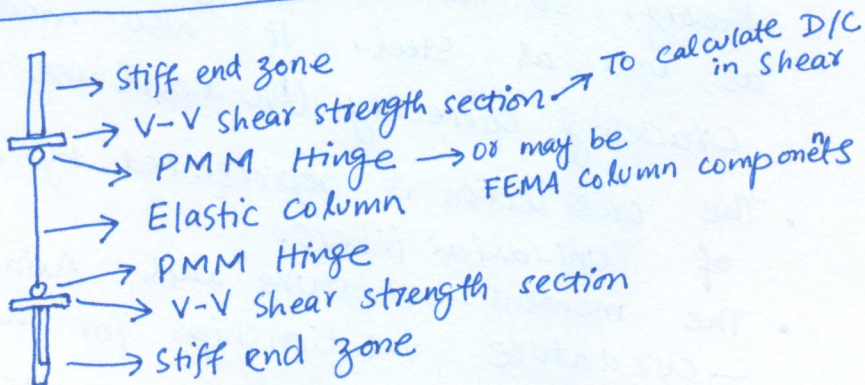 → Stiff end zone
→ V-V shear strength section → To calculate D/C
in shear
→ PMM Hinge → or may be
FEMA column componeñts
→ Elastic column
→ PMM Hinge
→ V-V shear strength section
→ Stiff end zone